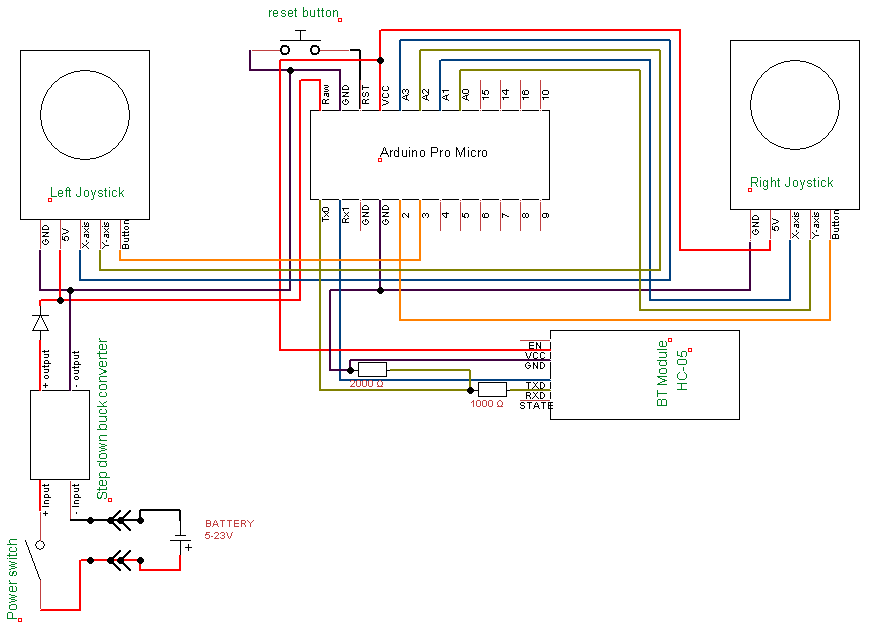 reset button
Raw
GND
RST
VCC
A3
A2
A1
A0
15
14
16
10
Arduino Pro Micro
Tx0
Rx1
GND
GND
2
3
4
5
6
7
8
9
Left Joystick
GND
5V
X-axis
Y-axis
Button
Right Joystick
GND
5V
X-axis
Y-axis
Button
+ output
- output
Step down buck converter
+ Input
- Input
2000 Ω
1000 Ω
EN
VCC
GND
TXD
RXD
STATE
BT Module
HC-05
BATTERY
5-23V
+
Power switch